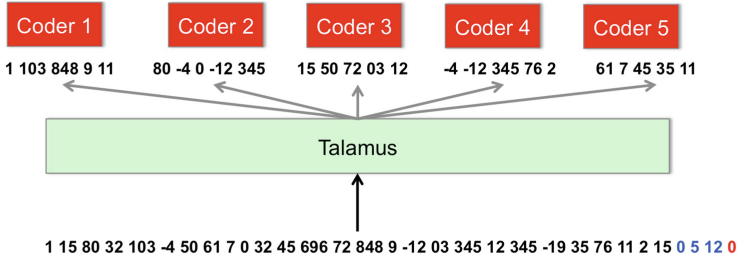 Coder 1 Coder 2 Coder 3 Coder 4 Coder 5
1 103 848 9 11 80 -4 0 -12 345 15 50 72 03 12 -4 -12 345 76 2 61 7 45 35 11
Talamus
1 15 80 32 103 -4 50 61 7 0 32 45 696 72 848 9 -12 03 345 12 345 -19 35 76 11 2 15 0 5 12 0